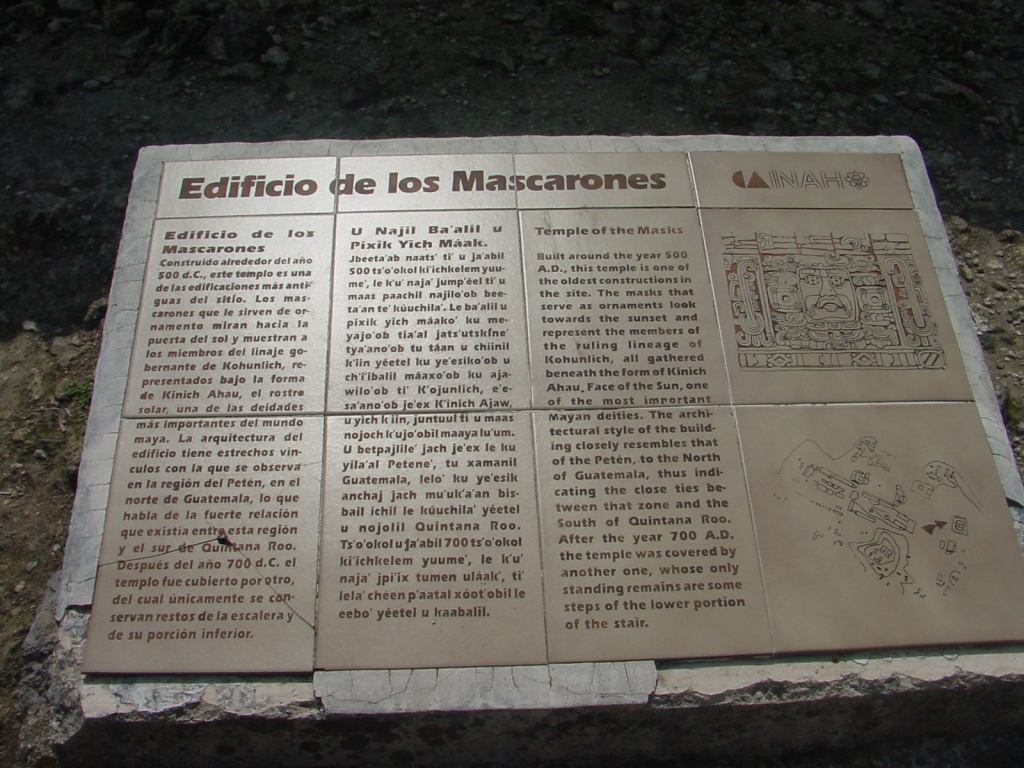 Edificio de los Mascarones
INAH
Edificio de los
Mascarones
Construido alrededor del año
500 d.C., este templo es una
de las edificaciones más anti-
guas del sitio. Los mas-
carones que le sirven de or-
namento miran hacia la
puesta del sol y muestran a
los miembros del linaje go-
bernante de Kohunlich, re-
presentados bajo la forma
de Kinich Ahau, el rostro
solar, una de las deidades
más importantes del mundo
maya. La arquitectura del
edificio tiene estrechos vín-
culos con la que se observa
en la región del Petén, en el
norte de Guatemala, lo que
habla de la fuerte relación
que existía entre esta región
y el sur de Quintana Roo.
Después del año 700 d.C. el
templo fue cubierto por otro,
del cual únicamente se con-
servan restos de la escalera y
de su porción inferior.
U Najil Ba'alil u
Pixik Yich Máak.
Jbeeta'ab naats' ti' u ja'abil
500 ts'o'okol ki'ichkelem yuu-
me', le k'u' naja' jump'éel ti' u
maas paachil najilo'ob bee-
ta'an te' kúuchila'. Le ba'alil u
pixik yich máako' ku me-
yajo'ob tia'al jats'utskíne'
tya'ano'ob tu táan u chiinil
k'iin yéetel ku ye'esiko'ob u
ch'i'ibalil máaxo'ob ku aja-
wilo'ob ti' K'ojunlich, e'e-
sa'ano'ob je'ex K'inich Ajaw,
u yich k'iin, juntuul ti' u maas
nojoch k'ujo'obil maaya lu'um.
U betpajlile' jach je'ex le ku
yila'al Petene', tu xamanil
Guatemala, lelo' ku ye'esik
anchaj jach mu'uk'a'an bis-
bail ichil le kúuchila' yéetel
u nojolil Quintana Roo.
Ts'o'okol u ja'abil 700 ts'o'okol
ki'ichkelem yuume', le k'u'
naja' jpi'ix tumen uláak', ti'
lela' chéen p'aatal xóot'obil le
eebo' yéetel u kaabalil.
Temple of the Masks
Built around the year 500
A.D., this temple is one of
the oldest constructions in
the site. The masks that
serve as ornaments look
towards the sunset and
represent the members of
the ruling lineage of
Kohunlich, all gathered
beneath the form of Kinich
Ahau, Face of the Sun, one
of the most important
Mayan deities. The archi-
tectural style of the build-
ing closely resembles that
of the Petén, to the North
of Guatemala, thus indi-
cating the close ties be-
tween that zone and the
South of Quintana Roo.
After the year 700 A.D.
the temple was covered by
another one, whose only
standing remains are some
steps of the lower portion
of the stair.